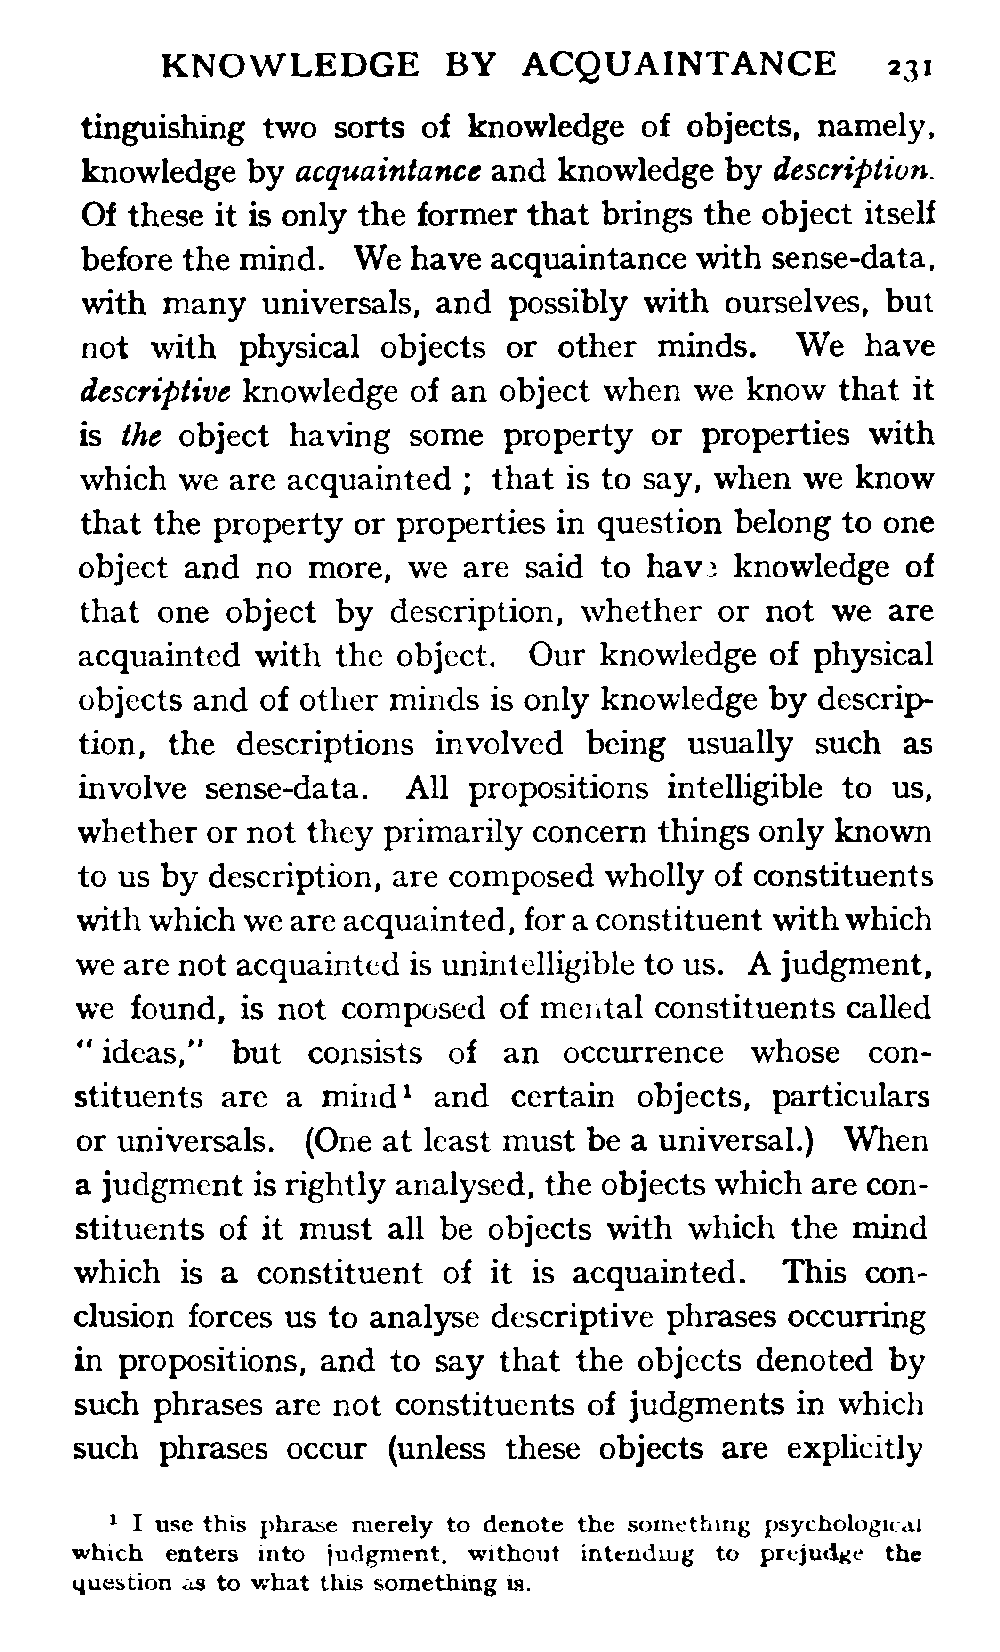 KNOWLEDGE BY ACQUAINTANCE 231
tinguishing two sorts of knowledge of objects, namely,
knowledge by acquaintance and knowledge by description.
Of these it is only the former that brings the object itself
before the mind. We have acquaintance with sense-data,
with many universals, and possibly with ourselves, but
not with physical objects or other minds. We have
descriptive knowledge of an object when we know that it
is the object having some property or properties with
which we are acquainted ; that is to say, when we know
that the property or properties in question belong to one
object and no more, we are said to have knowledge of
that one object by description, whether or not we are
acquainted with the object. Our knowledge of physical
objects and of other minds is only knowledge by descrip-
tion, the descriptions involved being usually such as
involve sense-data. All propositions intelligible to us,
whether or not they primarily concern things only known
to us by description, are composed wholly of constituents
with which we are acquainted, for a constituent with which
we are not acquainted is unintelligible to us. A judgment,
we found, is not composed of mental constituents called
“ ideas,” but consists of an occurrence whose con-
stituents are a mind¹ and certain objects, particulars
or universals. (One at least must be a universal.) When
a judgment is rightly analysed, the objects which are con-
stituents of it must all be objects with which the mind
which is a constituent of it is acquainted. This con-
clusion forces us to analyse descriptive phrases occurring
in propositions, and to say that the objects denoted by
such phrases are not constituents of judgments in which
such phrases occur (unless these objects are explicitly
¹ I use this phrase merely to denote the something psychological
which enters into judgment, without intending to prejudge the
question as to what this something is.